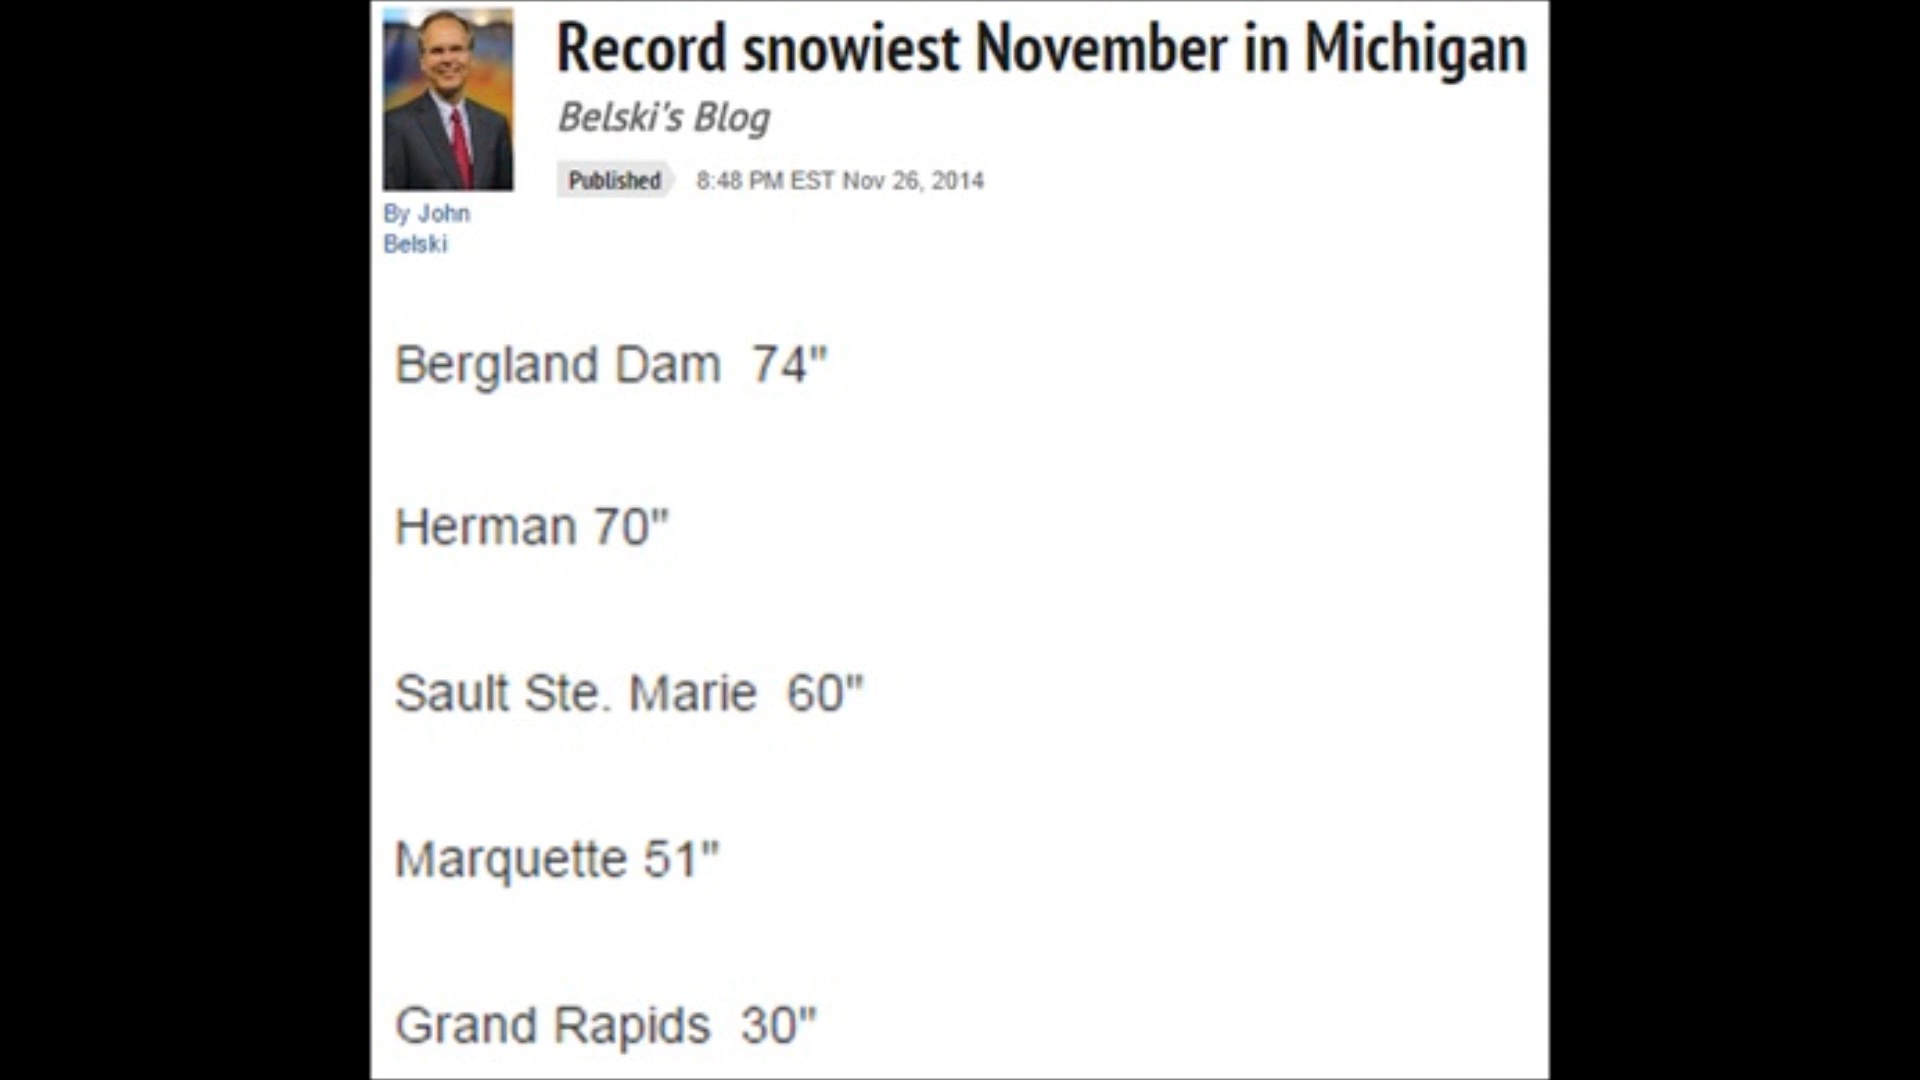 Record snowiest November in Michigan
Belski's Blog
Published 8:48 PM EST Nov 26, 2014
By John
Belski
Bergland Dam 74"
Herman 70"
Sault Ste. Marie 60"
Marquette 51"
Grand Rapids 30"